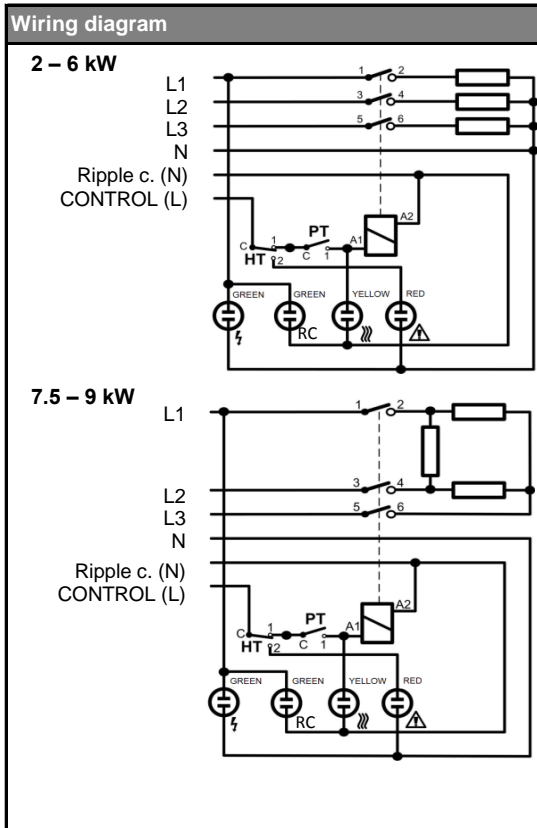 Wiring diagram
2 – 6 kW
1 2
L1
3 4
L2
5 6
L3
N
Ripple c. (N)
CONTROL (L)
A2
PT A1
C 1 C 1
HT 2
GREEN GREEN YELLOW RED
RC
7.5 – 9 kW
1 2
L1
3 4
L2
5 6
L3
N
Ripple c. (N)
CONTROL (L)
A2
PT A1
C 1 C 1
HT 2
GREEN GREEN YELLOW RED
RC